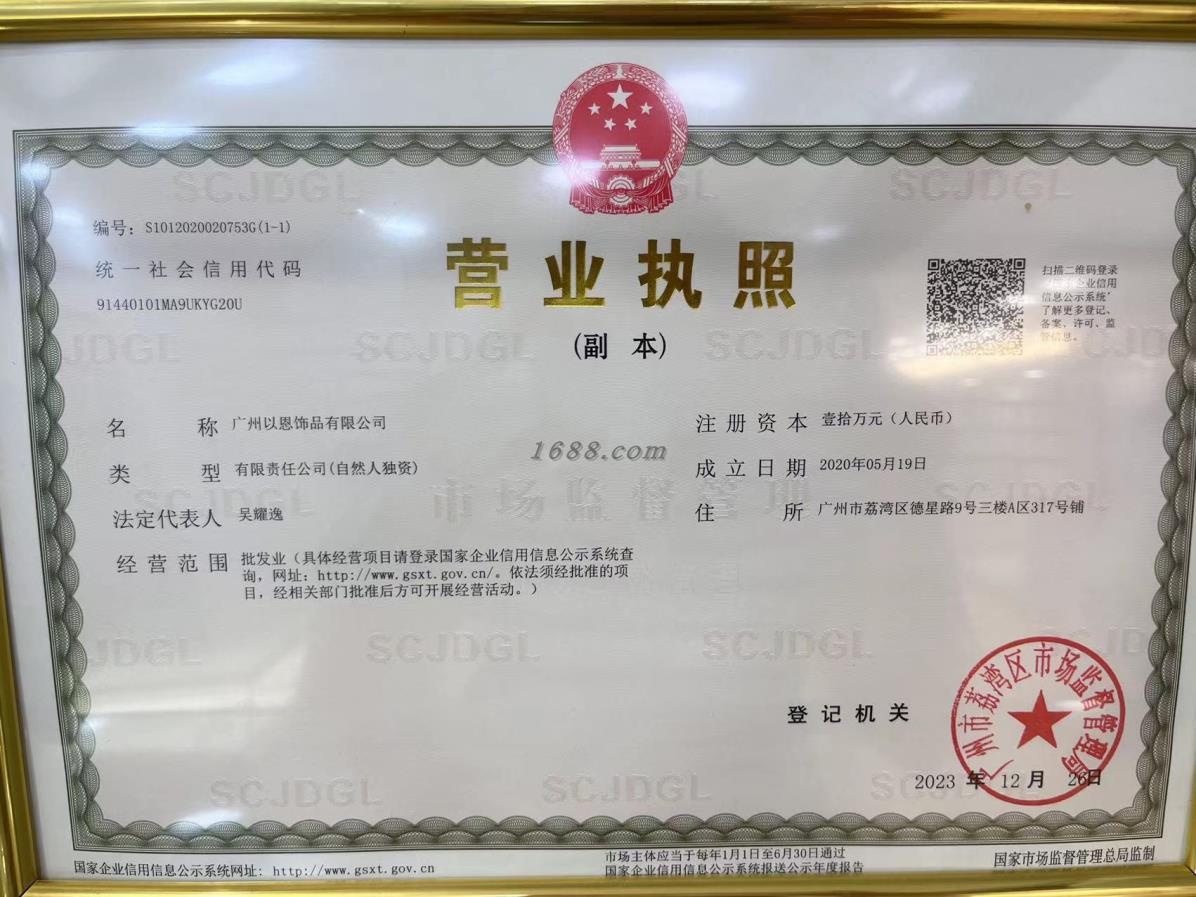 编号：S1012020020753G(1-1)
统一社会信用代码
91440101MA9UKYG20U
营业执照
(副 本)
扫描二维码登录
企业信用
信息公示系统'
了解更多登记、
备案、许可、监
管信息。
名 称 广州以恩饰品有限公司
类 型 有限责任公司(自然人独资)
法定代表人 吴耀逸
经营范围 批发业（具体经营项目请登录国家企业信用信息公示系统查
询，网址：http://www.gsxt.gov.cn/。依法须经批准的项
目，经相关部门批准后方可开展经营活动。）
注册资本 壹拾万元（人民币）
成立日期 2020年05月19日
住 所 广州市荔湾区德星路9号三楼A区317号铺
1688.com
市场监督管理
SCJDGL
登记机关
广州市荔湾区市场监督管理局
2023 年 12 月 26日
国家企业信用信息公示系统网址：http://www.gsxt.gov.cn
市场主体应当于每年1月1日至6月30日通过
国家企业信用信息公示系统报送公示年度报告
国家市场监督管理总局监制